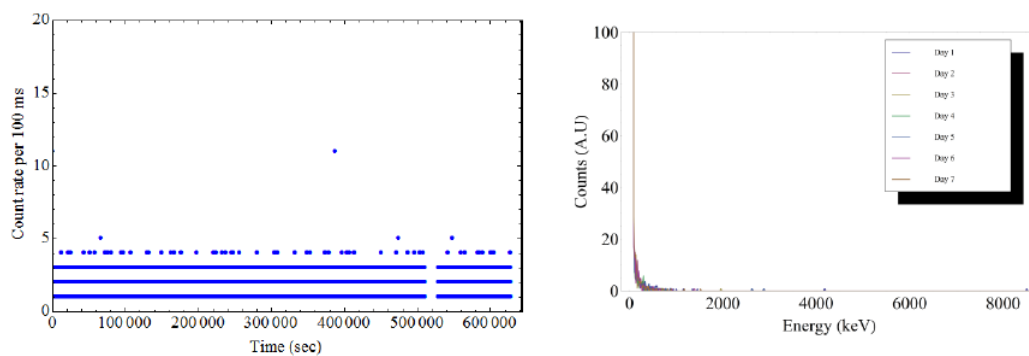 Count rate per 100 ms
20
15
10
5
0
0
100 000
200 000
300 000
400 000
500 000
600 000
Time (sec)
Counts (A.U)
100
80
60
40
20
0
0
2000
4000
6000
8000
Energy (keV)
Day 1
Day 2
Day 3
Day 4
Day 5
Day 6
Day 7